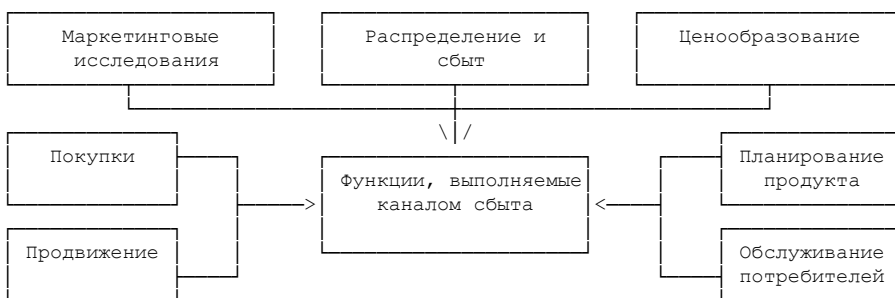 Маркетинговые
исследования
Распределение и
сбыт
Ценообразование
Покупки
Функции, выполняемые
каналом сбыта
Планирование
продукта
Продвижение
Обслуживание
потребителей